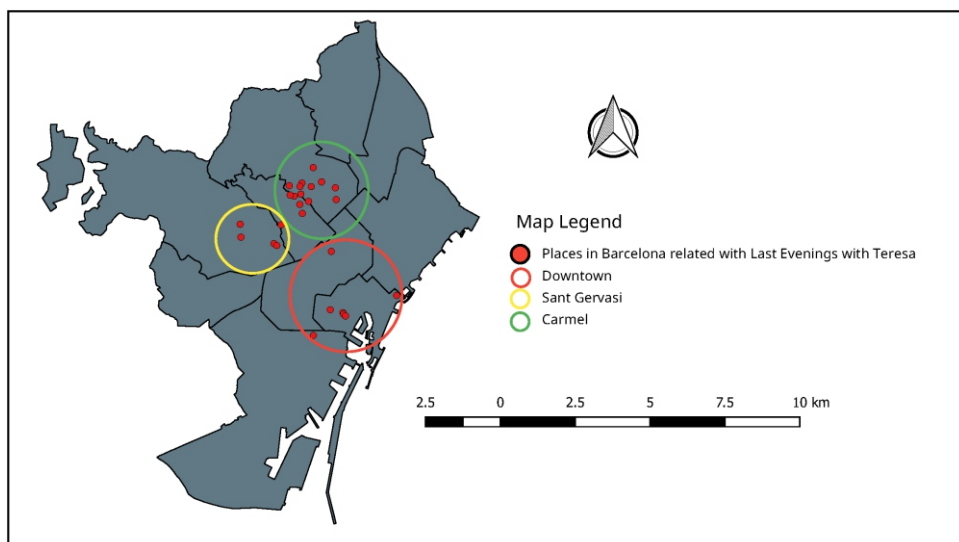 Map Legend
Places in Barcelona related with Last Evenings with Teresa
Downtown
Sant Gervasi
Carmel
2.5 0 2.5 5 7.5 10 km